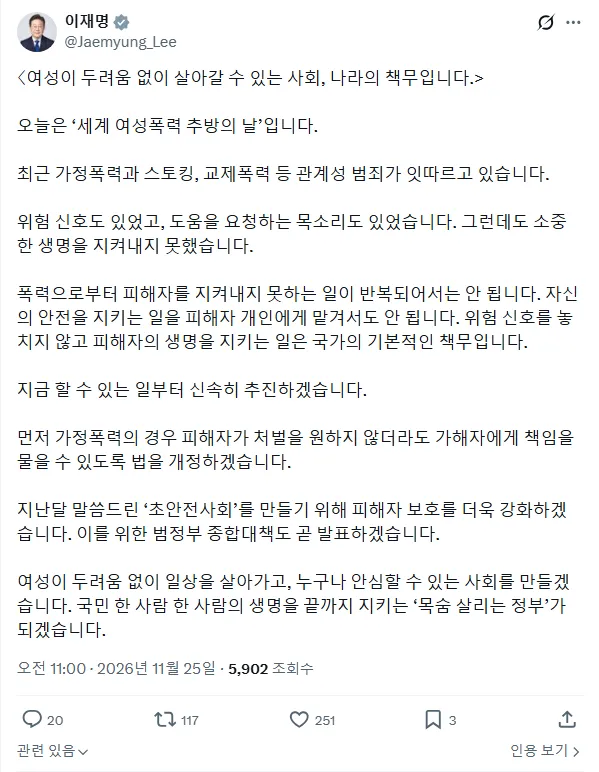 이재명
@Jaemyung_Lee
<여성이 두려움 없이 살아갈 수 있는 사회, 나라의 책무입니다.>
오늘은 ‘세계 여성폭력 추방의 날’입니다.
최근 가정폭력과 스토킹, 교제폭력 등 관계성 범죄가 잇따르고 있습니다.
위험 신호도 있었고, 도움을 요청하는 목소리도 있었습니다. 그런데도 소중
한 생명을 지켜내지 못했습니다.
폭력으로부터 피해자를 지켜내지 못하는 일이 반복되어서는 안 됩니다. 자신
의 안전을 지키는 일을 피해자 개인에게 맡겨서도 안 됩니다. 위험 신호를 놓
치지 않고 피해자의 생명을 지키는 일은 국가의 기본적인 책무입니다.
지금 할 수 있는 일부터 신속히 추진하겠습니다.
먼저 가정폭력의 경우 피해자가 처벌을 원하지 않더라도 가해자에게 책임을
물을 수 있도록 법을 개정하겠습니다.
지난달 말씀드린 ‘초안전사회’를 만들기 위해 피해자 보호를 더욱 강화하겠
습니다. 이를 위한 범정부 종합대책도 곧 발표하겠습니다.
여성이 두려움 없이 일상을 살아가고, 누구나 안심할 수 있는 사회를 만들겠
습니다. 국민 한 사람 한 사람의 생명을 끝까지 지키는 ‘목숨 살리는 정부’가
되겠습니다.
오전 11:00 · 2026년 11월 25일 · 5,902 조회수
20 117 251 3
관련 있음 인용 보기